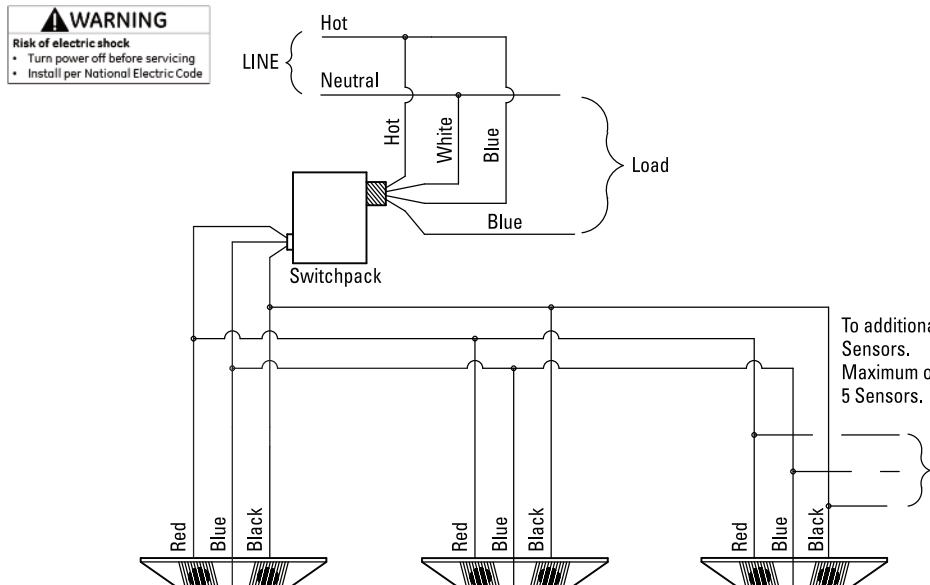 WARNING
Risk of electric shock
• Turn power off before servicing
• Install per National Electric Code
Hot
LINE
Neutral
Hot
White
Blue
Load
Blue
Switchpack
To additiona
Sensors.
Maximum o
5 Sensors.
Red
Blue
Black
Red
Blue
Black
Red
Blue
Black